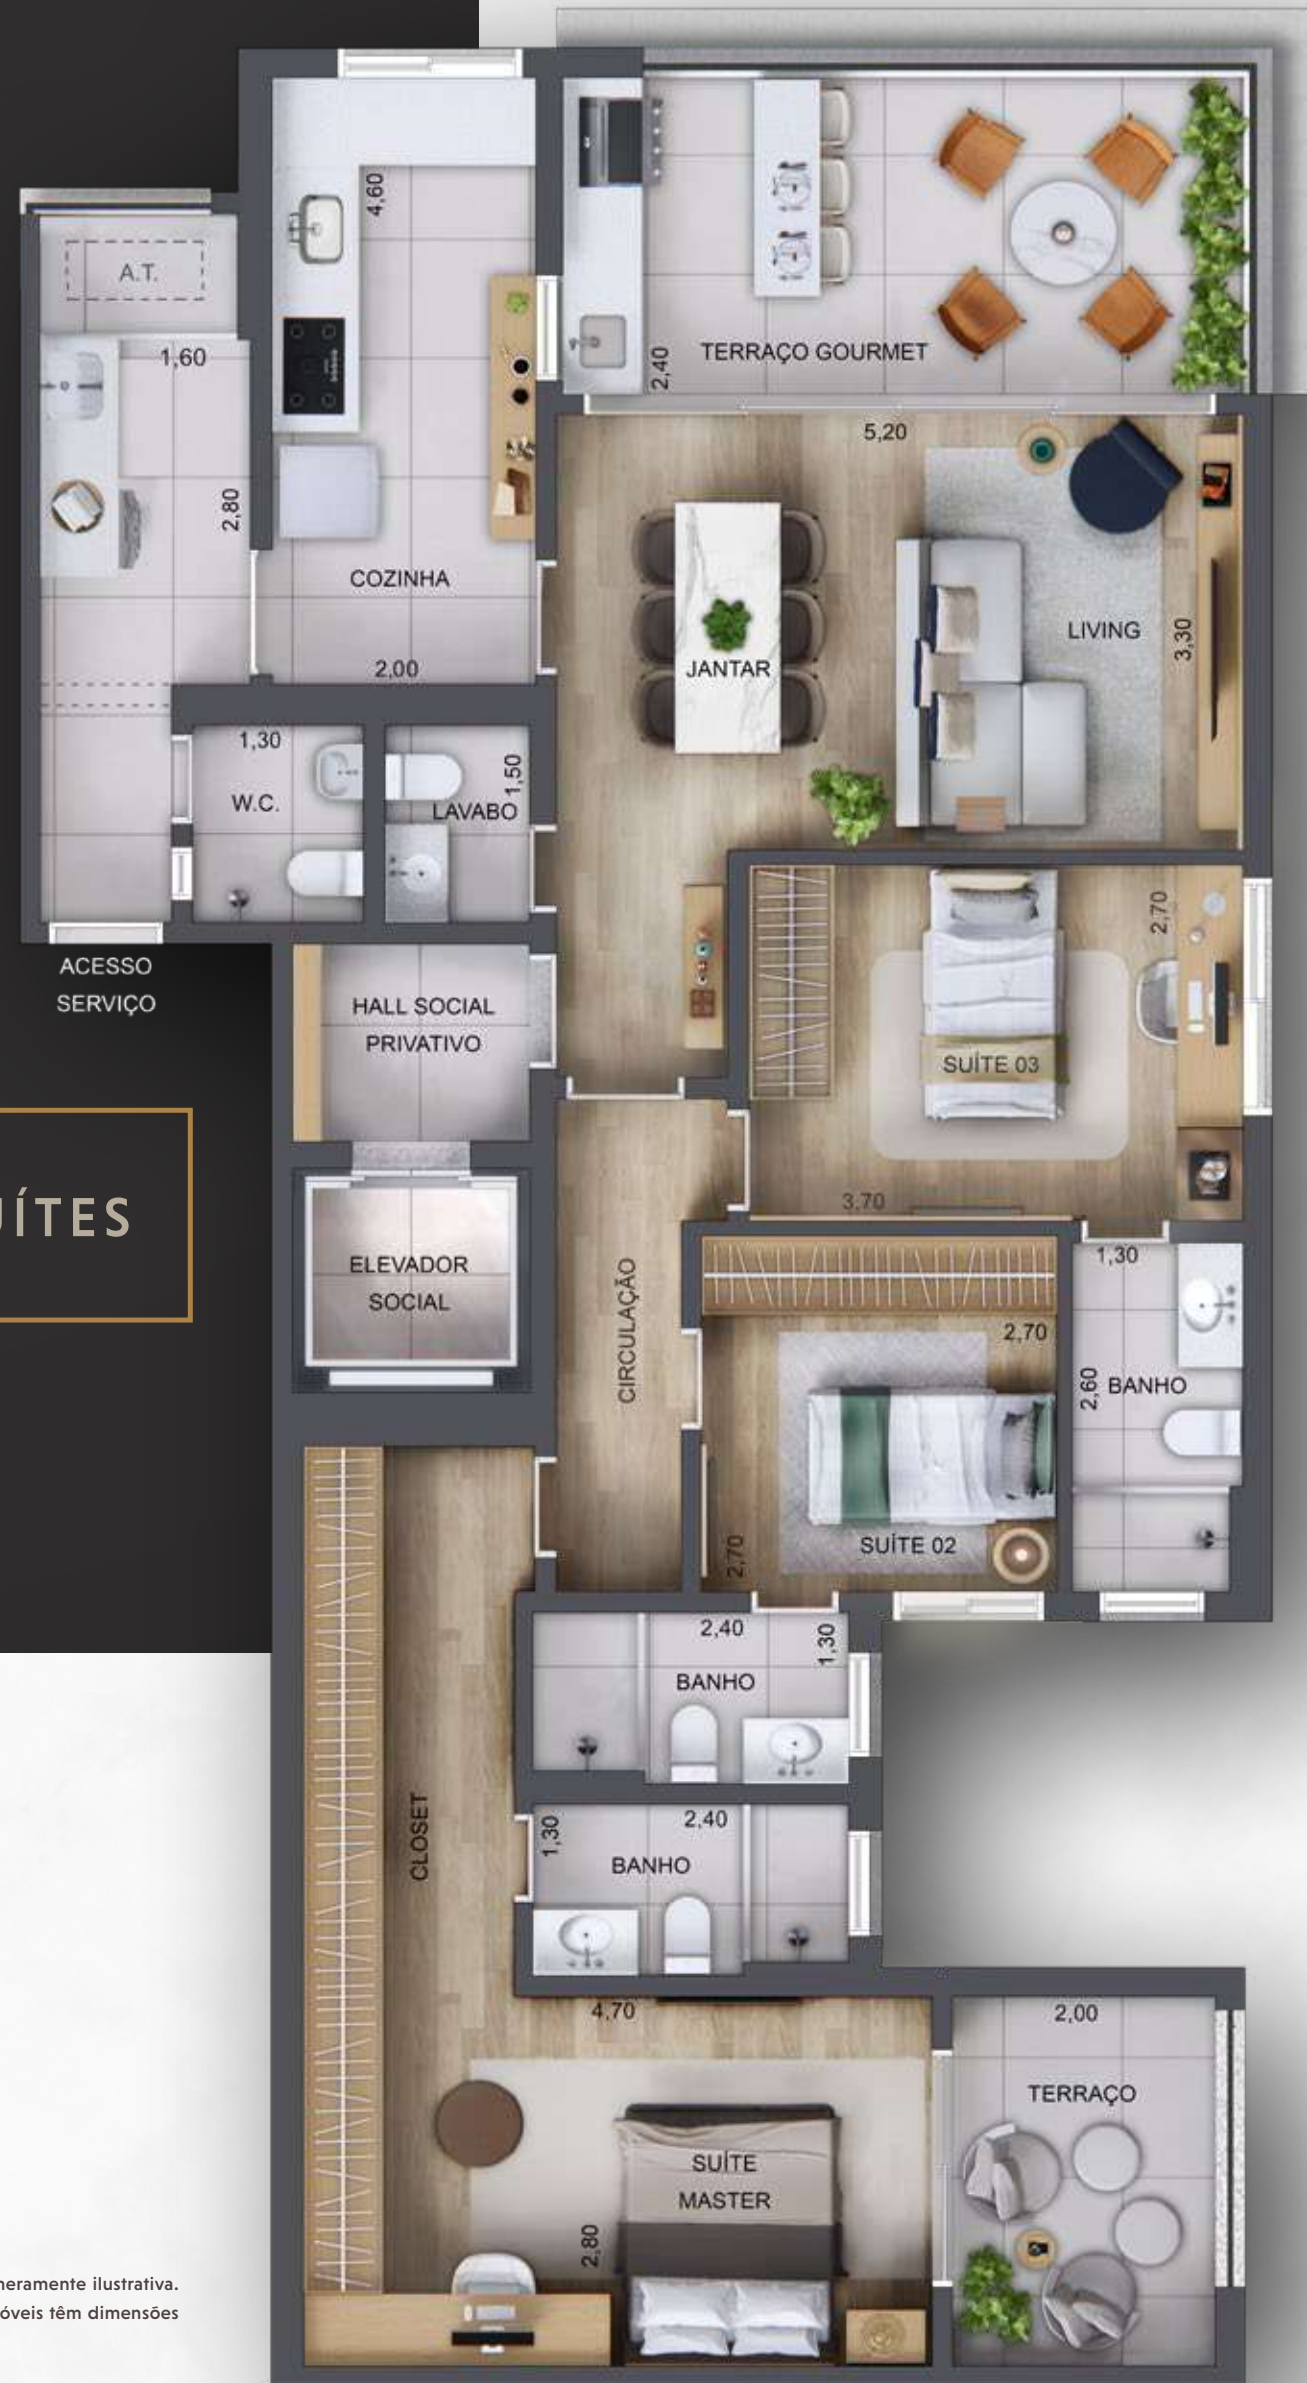 A.T.
1,60
2,80
4,60
COZINHA
2,00
TERRAÇO GOURMET
2,40
5,20
JANTAR
LIVING
3,30
1,30
W.C.
LAVABO
1,50
ACESSO
SERVIÇO
HALL SOCIAL
PRIVATIVO
ELEVADOR
SOCIAL
CIRCULAÇÃO
2,70
SUÍTE 03
3,70
1,30
2,60
BANHO
2,70
SUÍTE 02
2,70
UÍTES
2,40
1,30
BANHO
CLOSET
1,30
2,40
BANHO
4,70
SUÍTE
MASTER
2,80
2,00
TERRAÇO
meramente ilustrativa.
óveis têm dimensões